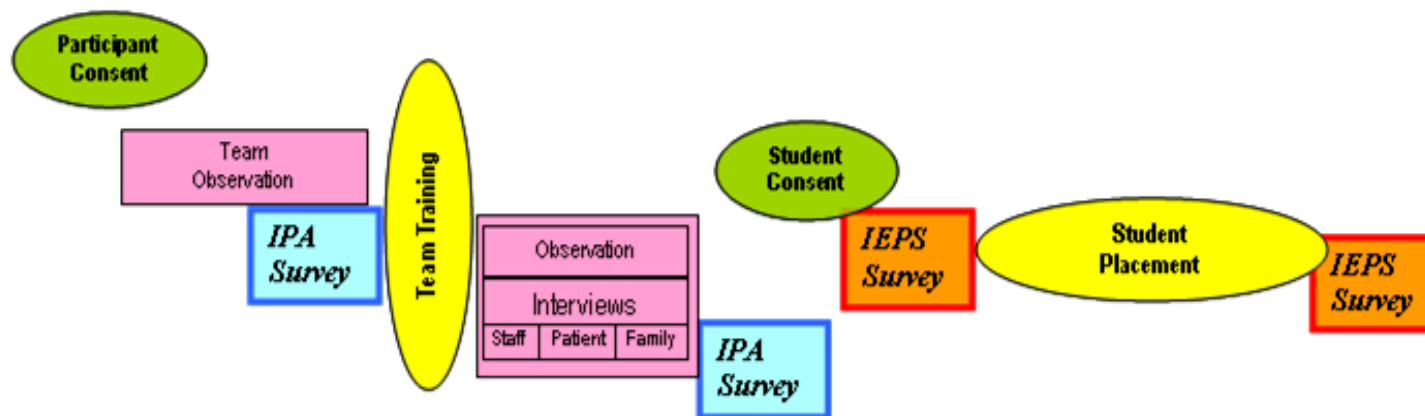 Participant
Consent
Team
Observation
IPA
Survey
Team Training
Observation
Interviews
Staff Patient Family
IPA
Survey
Student
Consent
IEPS
Survey
Student
Placement
IEPS
Survey